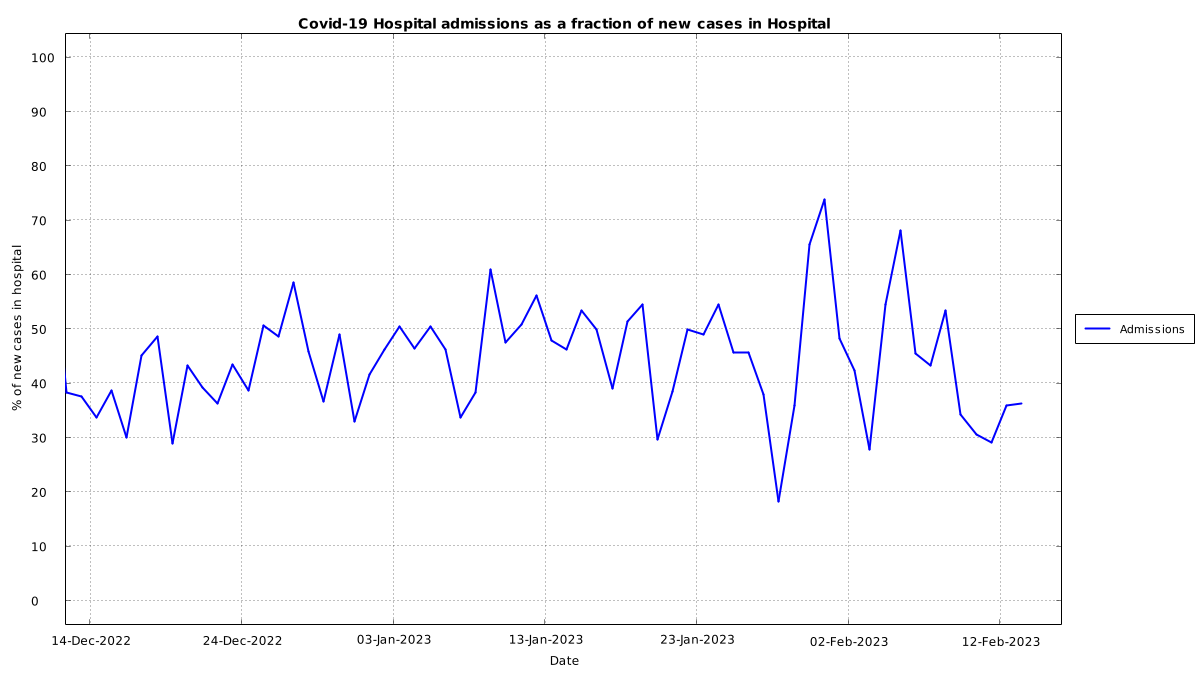 Covid-19 Hospital admissions as a fraction of new cases in Hospital
100
90
80
70
60
50
40
30
20
10
0
% of new cases in hospital
14-Dec-2022
24-Dec-2022
03-Jan-2023
13-Jan-2023
23-Jan-2023
02-Feb-2023
12-Feb-2023
Date
Admissions